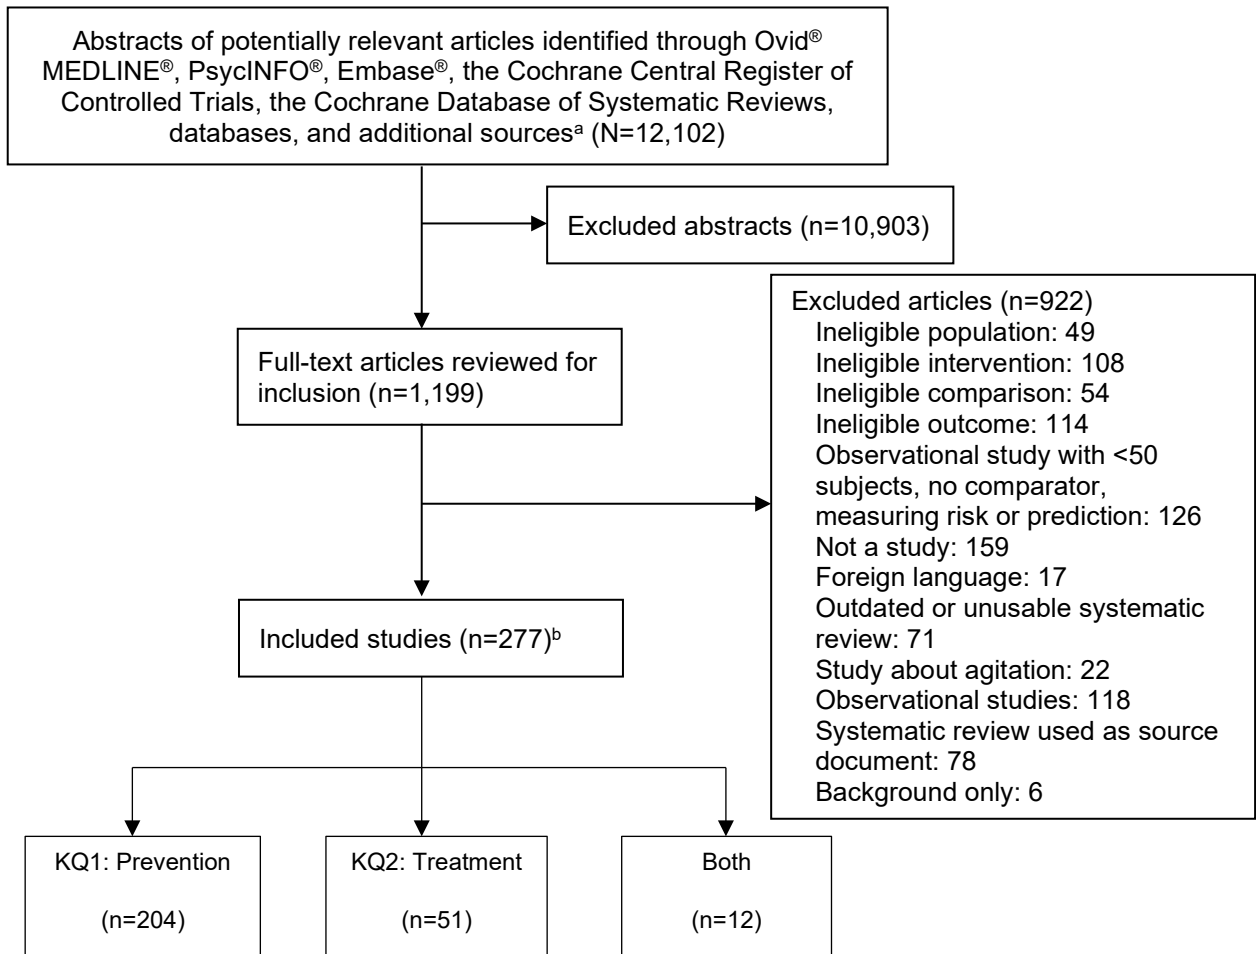 Abstracts of potentially relevant articles identified through Ovid®
MEDLINE®, PsycINFO®, Embase®, the Cochrane Central Register of
Controlled Trials, the Cochrane Database of Systematic Reviews,
databases, and additional sourcesᵃ (N=12,102)
Excluded abstracts (n=10,903)
Full-text articles reviewed for
inclusion (n=1,199)
Excluded articles (n=922)
Ineligible population: 49
Ineligible intervention: 108
Ineligible comparison: 54
Ineligible outcome: 114
Observational study with <50
subjects, no comparator,
measuring risk or prediction: 126
Not a study: 159
Foreign language: 17
Outdated or unusable systematic
review: 71
Study about agitation: 22
Observational studies: 118
Systematic review used as source
document: 78
Background only: 6
Included studies (n=277)ᵇ
KQ1: Prevention
(n=204)
KQ2: Treatment
(n=51)
Both
(n=12)